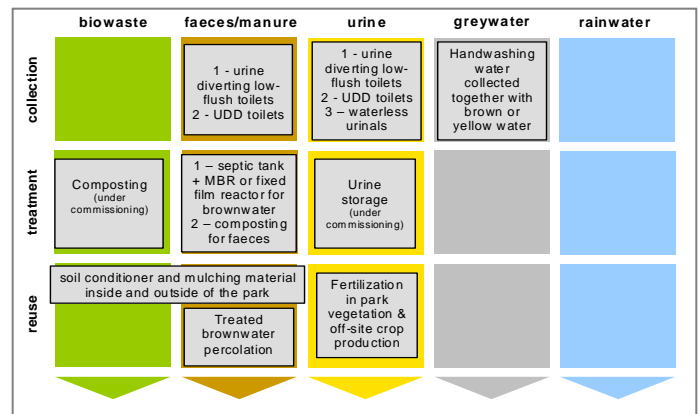 biowaste
faeces/manure
urine
greywater
rainwater
collection
1 - urine
diverting low-
flush toilets
2 - UDD toilets
1 - urine
diverting low-
flush toilets
2 - UDD toilets
3 – waterless
urinals
Handwashing
water
collected
together with
brown or
yellow water
treatment
Composting
(under
commissioning)
1 – septic tank
+ MBR or fixed
film reactor for
brownwater
2 – composting
for faeces
Urine
storage
(under
commissioning)
reuse
soil conditioner and mulching material
inside and outside of the park
Treated
brownwater
percolation
Fertilization
in park
vegetation &
off-site crop
production